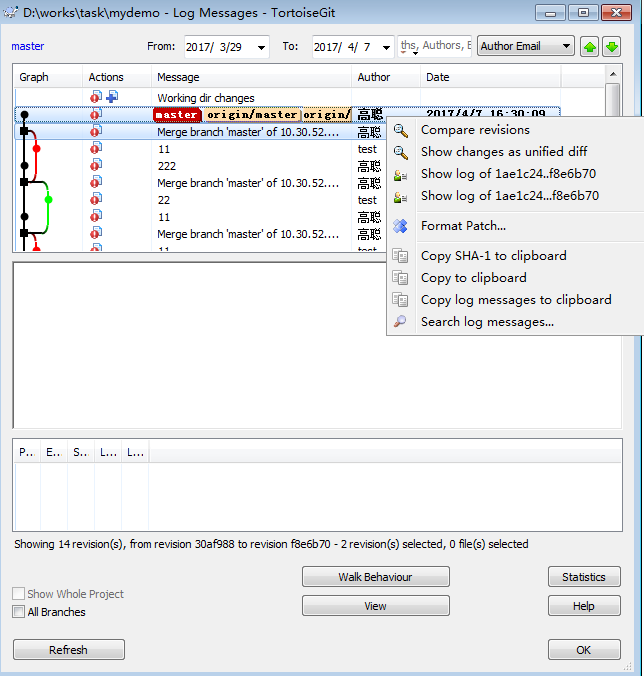 D:\works\task\mydemo - Log Messages - TortoiseGit
master From: 2017/ 3/29 To: 2017/ 4/ 7 ths, Authors, E Author Email
Graph Actions Message Author Date
Working dir changes
master origin/master origin/ 高聪 2017/4/7 16:30:09
Merge branch 'master' of 10.30.52.... 高聪
11 test
222 高聪
Merge branch 'master' of 10.30.52.... 高聪
22 test
11 高聪
Merge branch 'master' of 10.30.52.... 高聪
11 test
Compare revisions
Show changes as unified diff
Show log of 1ae1c24..f8e6b70
Show log of 1ae1c24...f8e6b70
Format Patch...
Copy SHA-1 to clipboard
Copy to clipboard
Copy log messages to clipboard
Search log messages...
P... E... S... L... L...
Showing 14 revision(s), from revision 30af988 to revision f8e6b70 - 2 revision(s) selected, 0 file(s) selected
Walk Behaviour Statistics
Show Whole Project
View Help
All Branches
Refresh OK